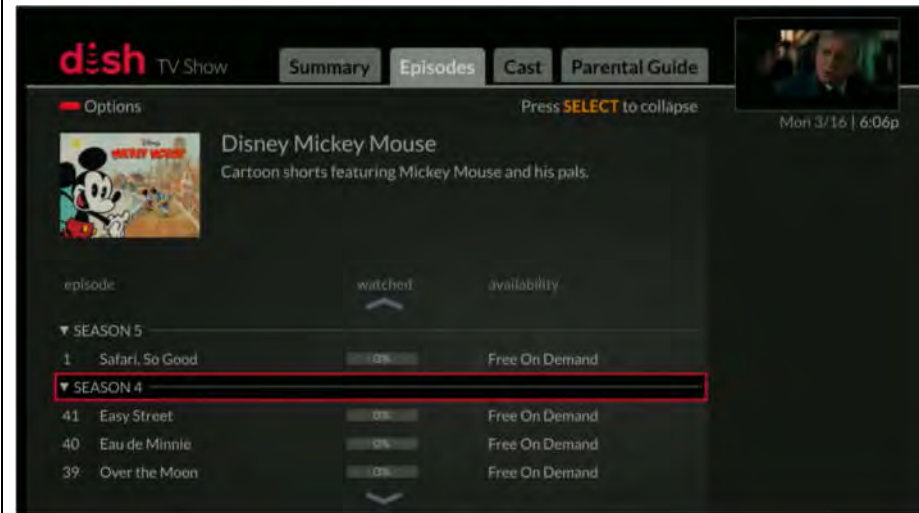 dish TV Show
Summary Episodes Cast Parental Guide
Options
Press SELECT to collapse
Mon 3/16 | 6:06p
Disney
MICKEY MOUSE
Disney Mickey Mouse
Cartoon shorts featuring Mickey Mouse and his pals.
episode watched availability
▼ SEASON 5
1 Safari, So Good 0% Free On Demand
▼ SEASON 4
41 Easy Street 0% Free On Demand
40 Eau de Minnie 0% Free On Demand
39 Over the Moon 0% Free On Demand